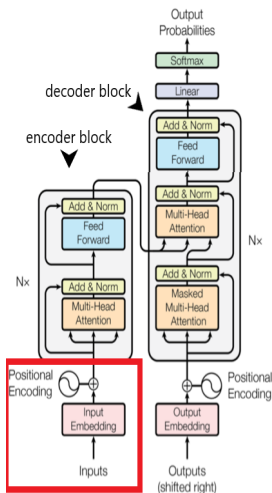 Output
Probabilities
Softmax
Linear
decoder block
Add & Norm
Feed
Forward
Add & Norm
Multi-Head
Attention
Add & Norm
Masked
Multi-Head
Attention
Nx
encoder block
Add & Norm
Feed
Forward
Nx
Add & Norm
Multi-Head
Attention
Positional
Encoding
Input
Embedding
Inputs
Positional
Encoding
Output
Embedding
Outputs
(shifted right)